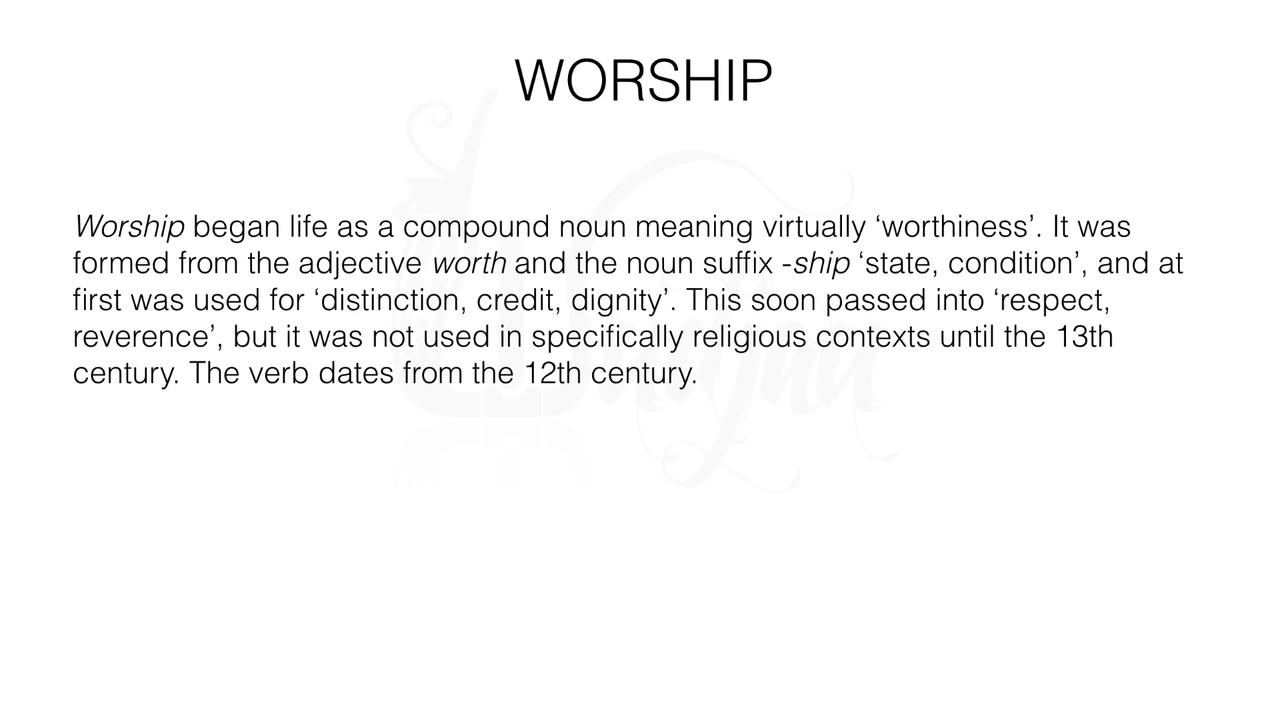 WORSHIP
Worship began life as a compound noun meaning virtually ‘worthiness’. It was
formed from the adjective worth and the noun suffix -ship ‘state, condition’, and at
first was used for ‘distinction, credit, dignity’. This soon passed into ‘respect,
reverence’, but it was not used in specifically religious contexts until the 13th
century. The verb dates from the 12th century.